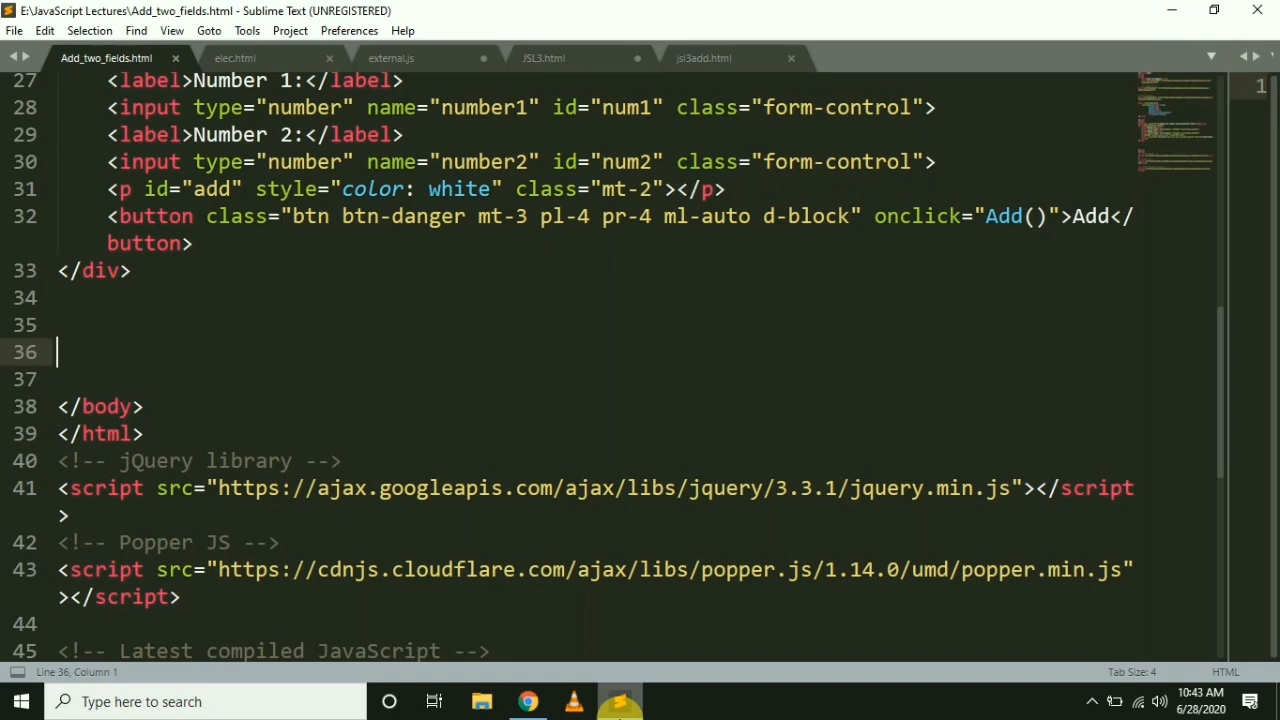 E:\JavaScript Lectures\Add_two_fields.html - Sublime Text (UNREGISTERED)
File Edit Selection Find View Goto Tools Project Preferences Help
Add_two_fields.html elec.html external.js JSL3.html jsl3add.html
27 <label>Number 1:</label>
28 <input type="number" name="number1" id="num1" class="form-control">
29 <label>Number 2:</label>
30 <input type="number" name="number2" id="num2" class="form-control">
31 <p id="add" style="color: white" class="mt-2"></p>
32 <button class="btn btn-danger mt-3 pl-4 pr-4 ml-auto d-block" onclick="Add()">Add</
button>
33 </div>
34
35
36
37
38 </body>
39 </html>
40 <!-- jQuery library -->
41 <script src="https://ajax.googleapis.com/ajax/libs/jquery/3.3.1/jquery.min.js"></script
>
42 <!-- Popper JS -->
43 <script src="https://cdnjs.cloudflare.com/ajax/libs/popper.js/1.14.0/umd/popper.min.js"
></script>
44
45 <!-- Latest compiled JavaScript -->
1
Line 36, Column 1 Tab Size: 4 HTML
Type here to search
10:43 AM
6/28/2020